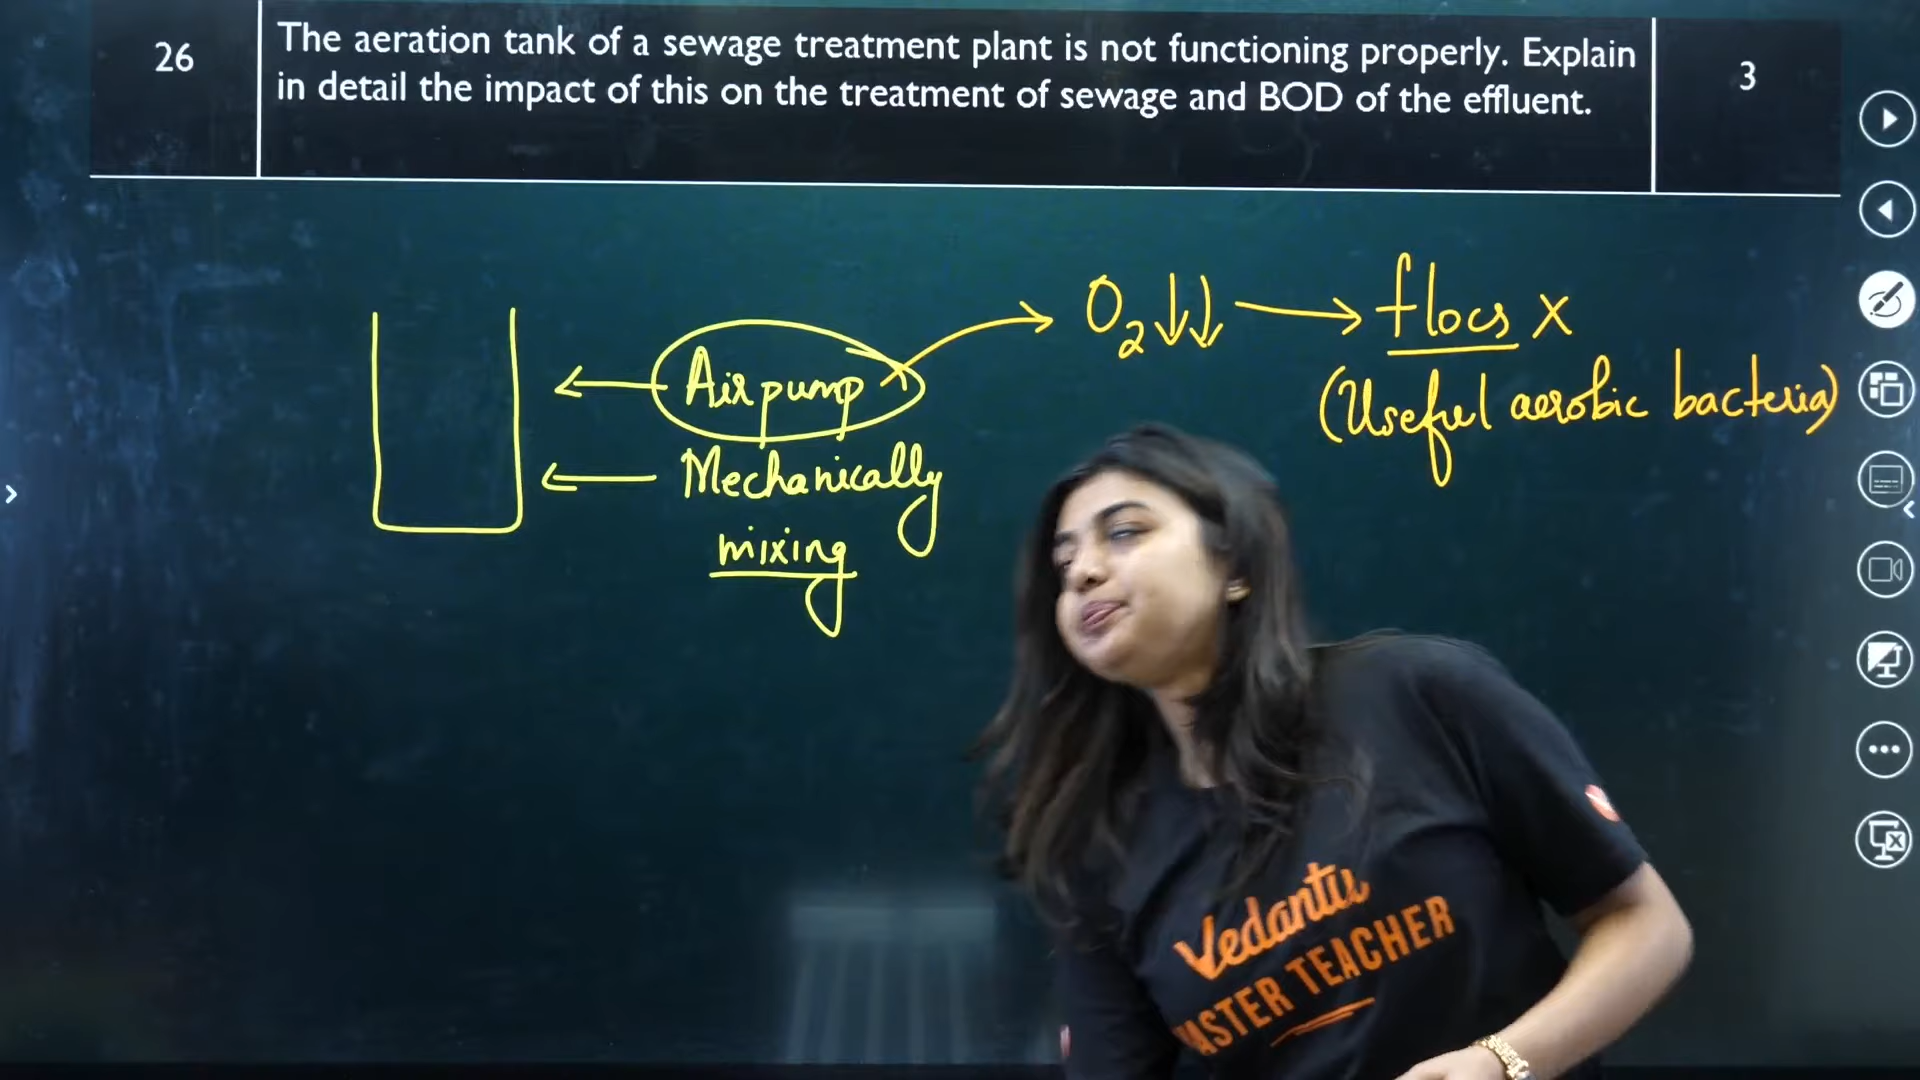 26
The aeration tank of a sewage treatment plant is not functioning properly. Explain
in detail the impact of this on the treatment of sewage and BOD of the effluent.
3
O₂↓↓ → flocs x
(Useful aerobic bacteria)
← Air pump x
← Mechanically
mixing
Vedantu
MASTER TEACHER